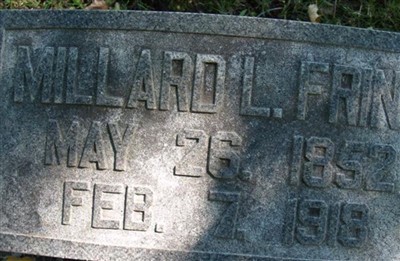 MILLARD L. FRIN
MAY 26. 1852
FEB. 7. 1918